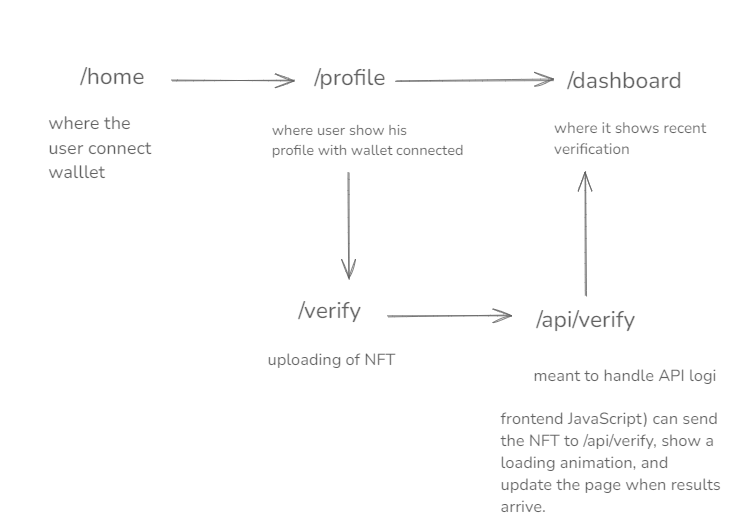 /home
/profile
/dashboard
where the
user connect
walllet
where user show his
profile with wallet connected
where it shows recent
verification
/verify
/api/verify
uploading of NFT
meant to handle API logi
frontend JavaScript) can send
the NFT to /api/verify, show a
loading animation, and
update the page when results
arrive.